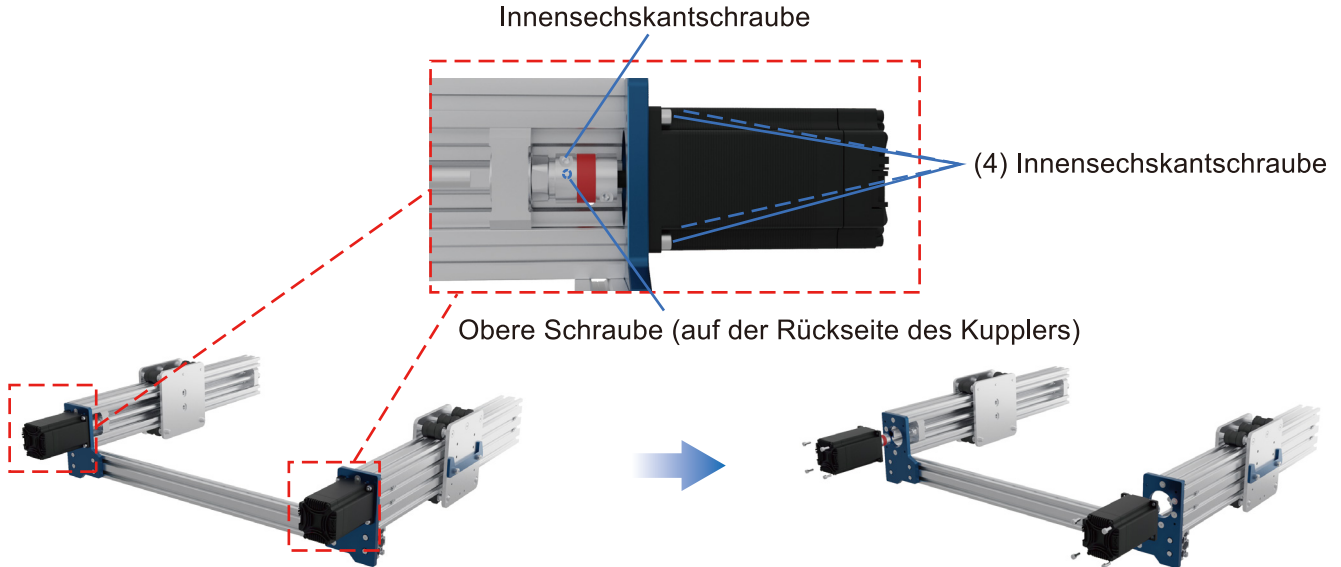 Innensechskantschraube
(4) Innensechskantschraube
Obere Schraube (auf der Rückseite des Kupplers)